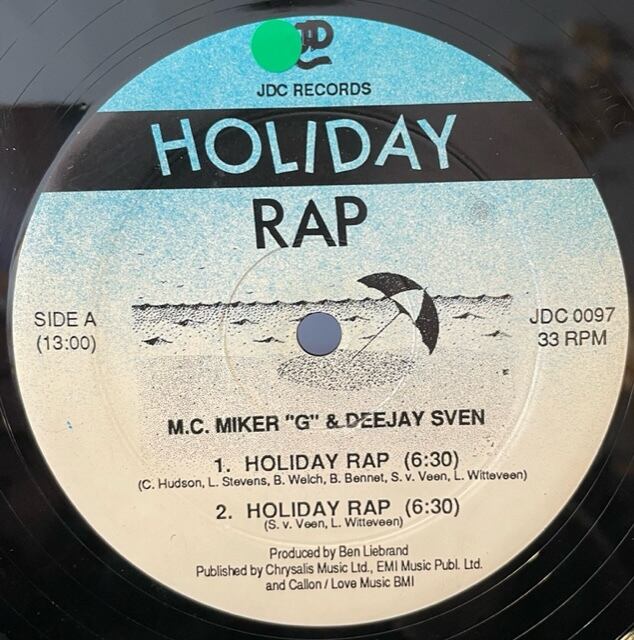 JDC RECORDS
HOLIDAY
RAP
SIDE A
(13:00)
JDC 0097
33 RPM
M.C. MIKER "G" & DEEJAY SVEN
1. HOLIDAY RAP (6:30)
(C. Hudson, L. Stevens, B. Welch, B. Bennet, S. v. Veen, L. Witteveen)
2. HOLIDAY RAP (6:30)
(S. v. Veen, L. Witteveen)
Produced by Ben Liebrand
Published by Chrysalis Music Ltd., EMI Music Publ. Ltd.
and Callon / Love Music BMI